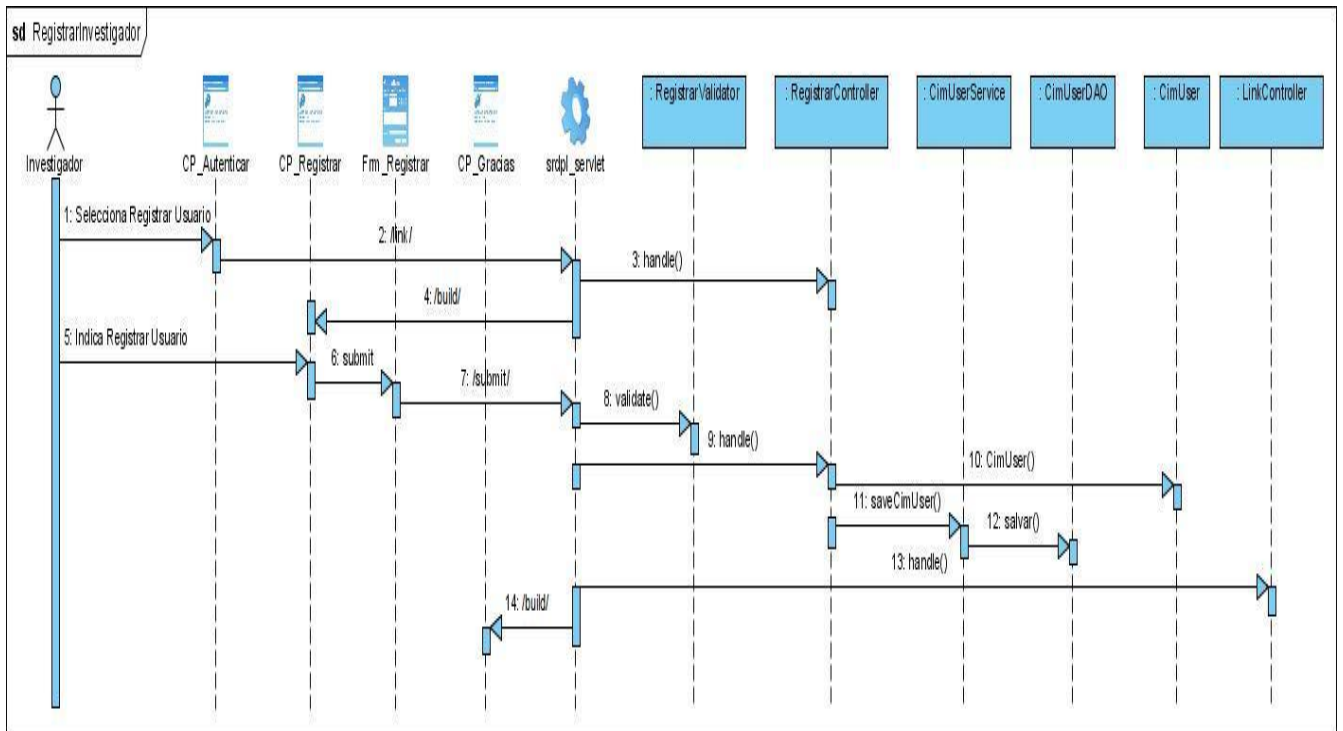 sd RegistrarInvestigador
: RegistrarValidator
: RegistrarController
: CimUserService
: CimUserDAO
: CimUser
: LinkController
Investigador
CP_Autenticar
CP_Registrar
Frm_Registrar
CP_Gracias
srdpl_servlet
1: Selecciona Registrar Usuario
2: /link/
3: handle()
4: /build/
5: Indica Registrar Usuario
6: submit
7: /submit/
8: validate()
9: handle()
10: CimUser()
11: saveCimUser()
12: salvar()
13: handle()
14: /build/